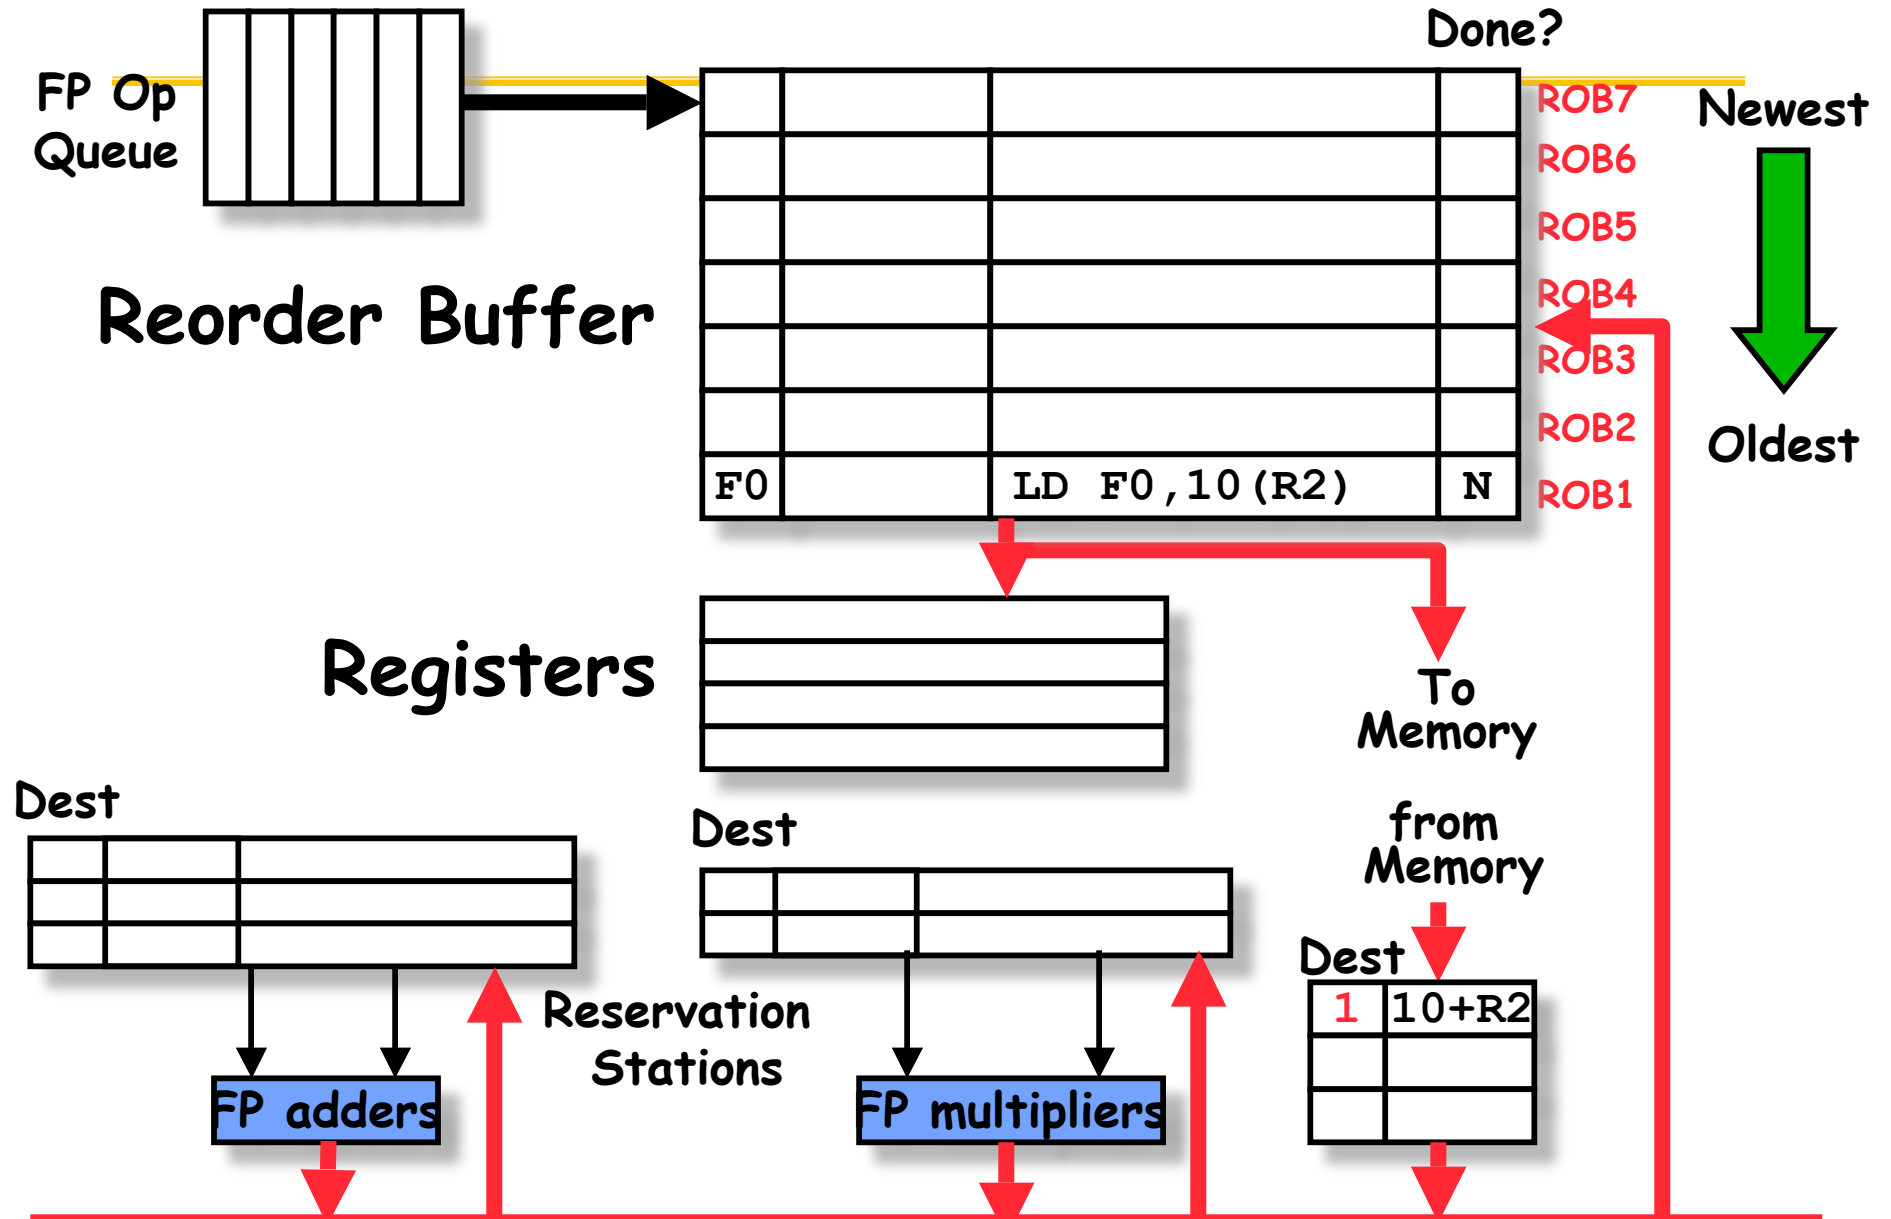 Done?
FP Op
Queue
ROB7
Newest
ROB6
ROB5
Reorder Buffer
ROB4
ROB3
ROB2
Oldest
F0 LD F0,10(R2) N
ROB1
Registers
To
Memory
Dest
Dest
from
Memory
Dest
1 10+R2
Reservation
Stations
FP adders
FP multipliers